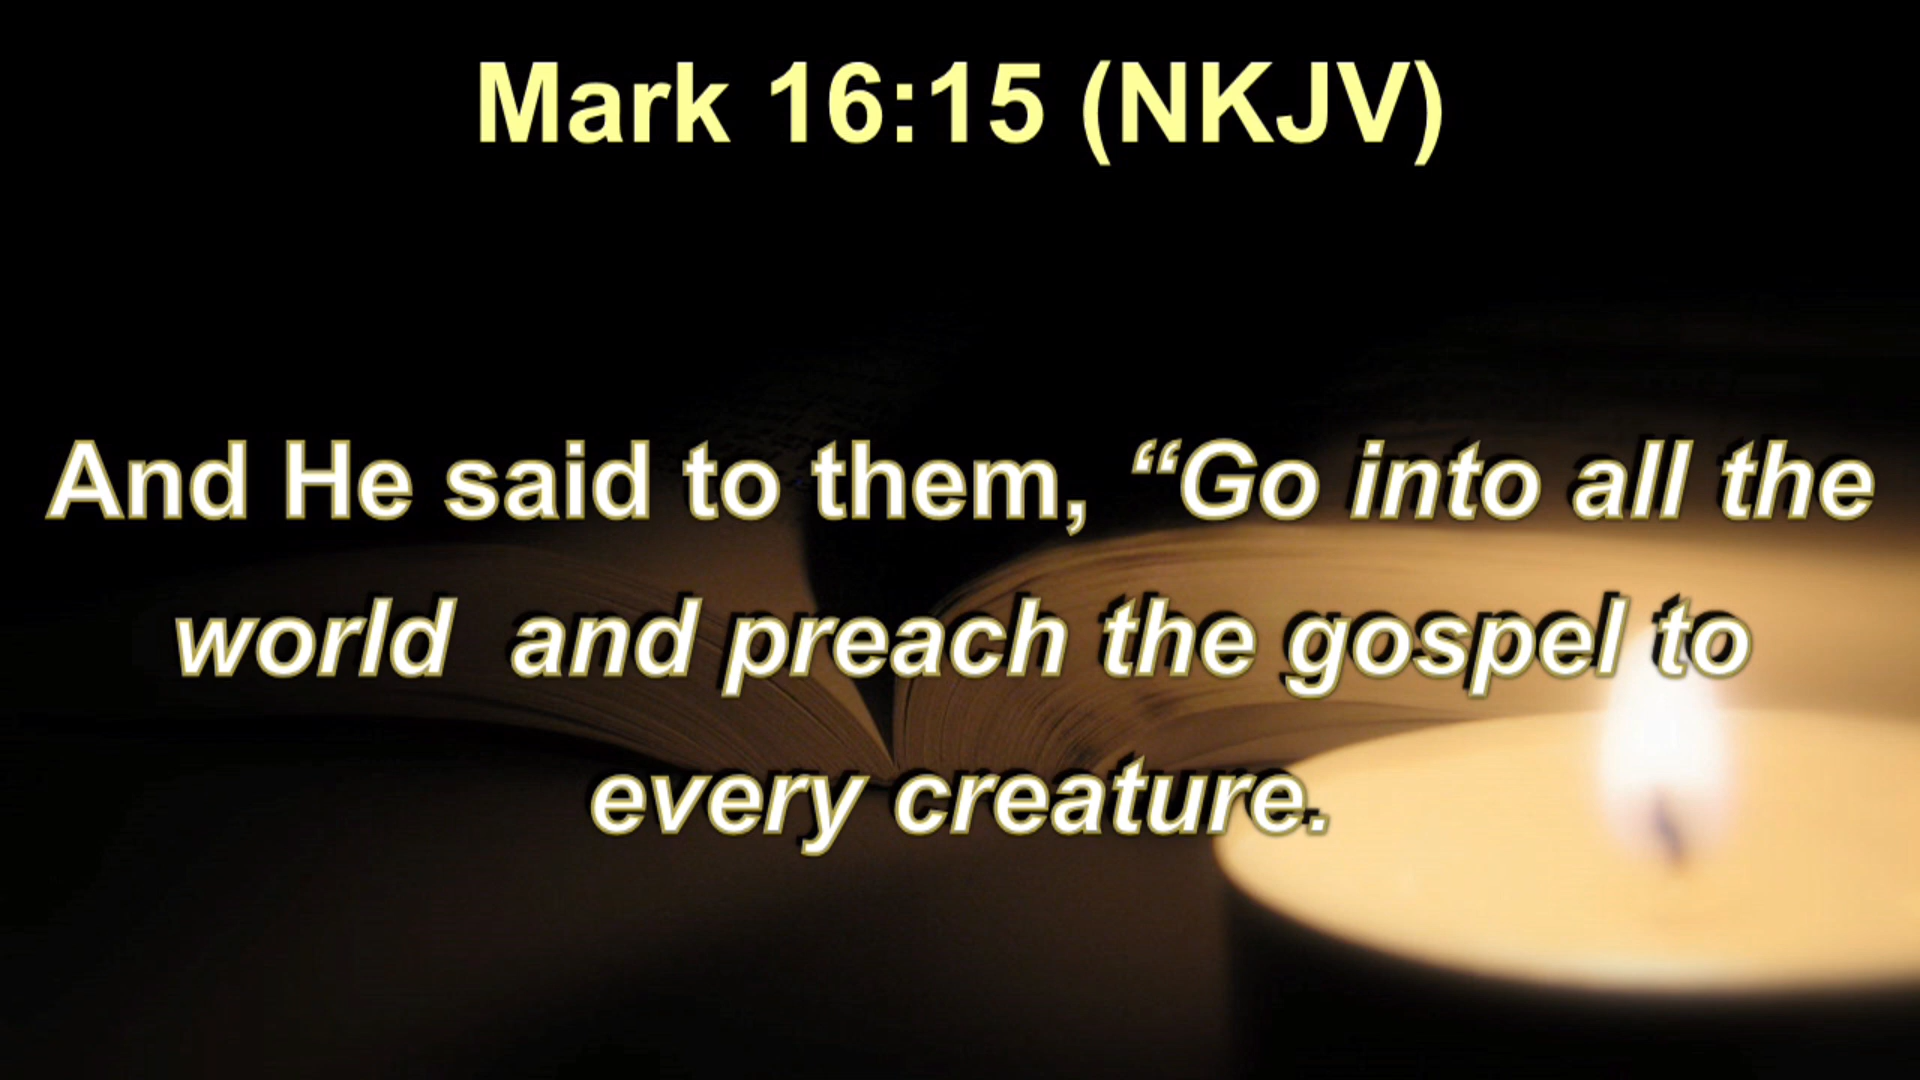 Mark 16:15 (NKJV)
And He said to them, “Go into all the
world  and preach the gospel to
every creature.